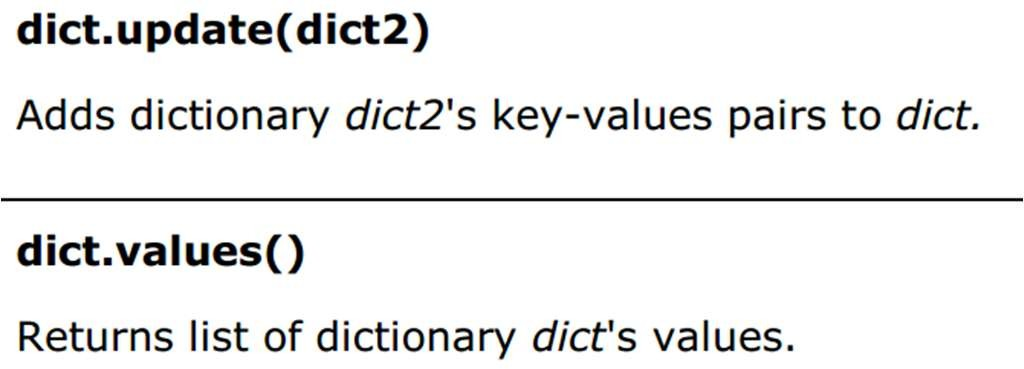 dict.update(dict2)
Adds dictionary dict2's key-values pairs to dict.
dict.values()
Returns list of dictionary dict's values.